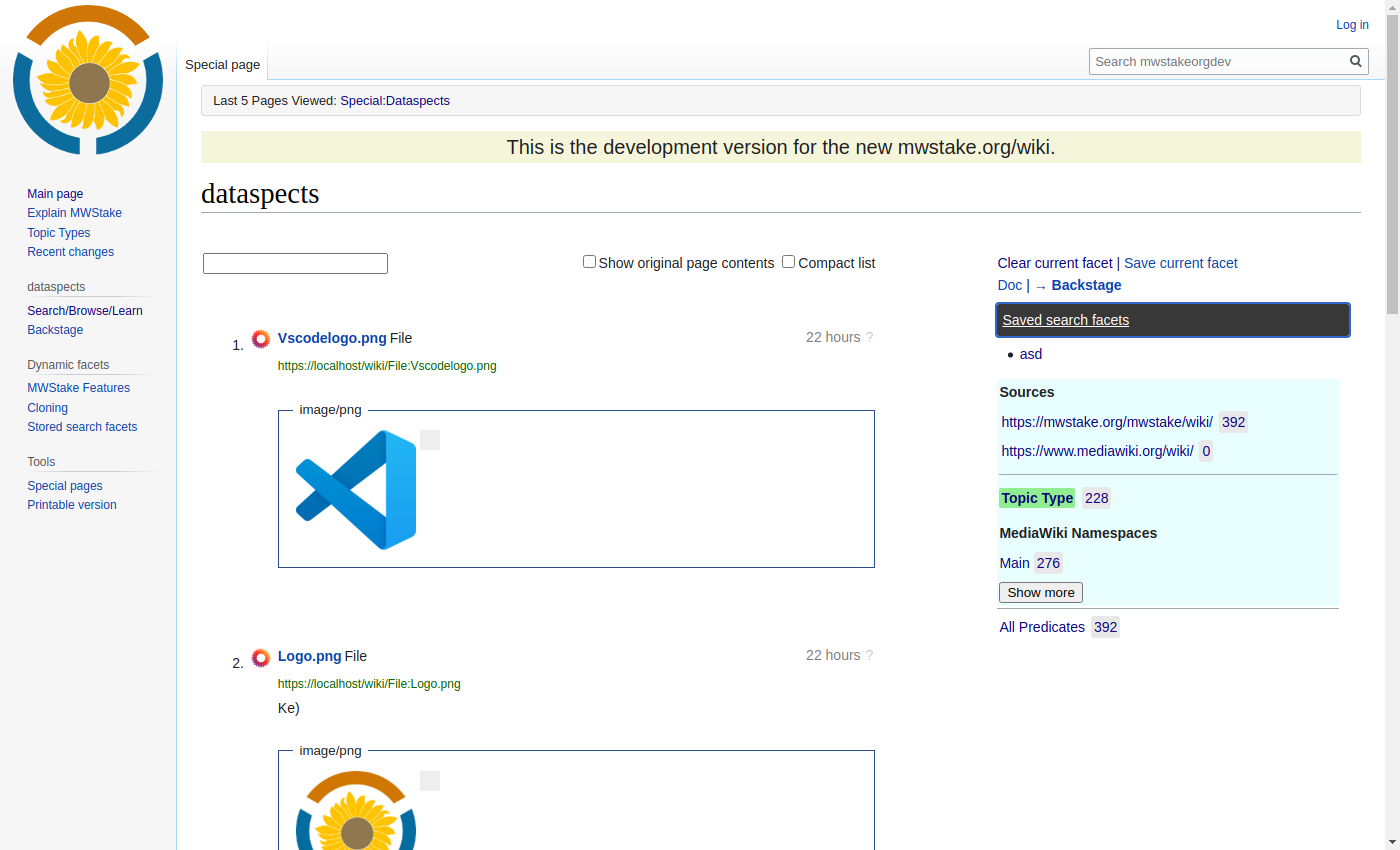 Log in
Special page
Search mwstakeorgdev
Last 5 Pages Viewed: Special:Dataspects
This is the development version for the new mwstake.org/wiki.
dataspects
Main page
Explain MWStake
Topic Types
Recent changes
dataspects
Search/Browse/Learn
Backstage
Dynamic facets
MWStake Features
Cloning
Stored search facets
Tools
Special pages
Printable version
Show original page contents Compact list
1. Vscodelogo.png File 22 hours ?
https://localhost/wiki/File:Vscodelogo.png
image/png
2. Logo.png File 22 hours ?
https://localhost/wiki/File:Logo.png
Ke)
image/png
Clear current facet | Save current facet
Doc | → Backstage
Saved search facets
• asd
Sources
https://mwstake.org/mwstake/wiki/ 392
https://www.mediawiki.org/wiki/ 0
Topic Type 228
MediaWiki Namespaces
Main 276
Show more
All Predicates 392